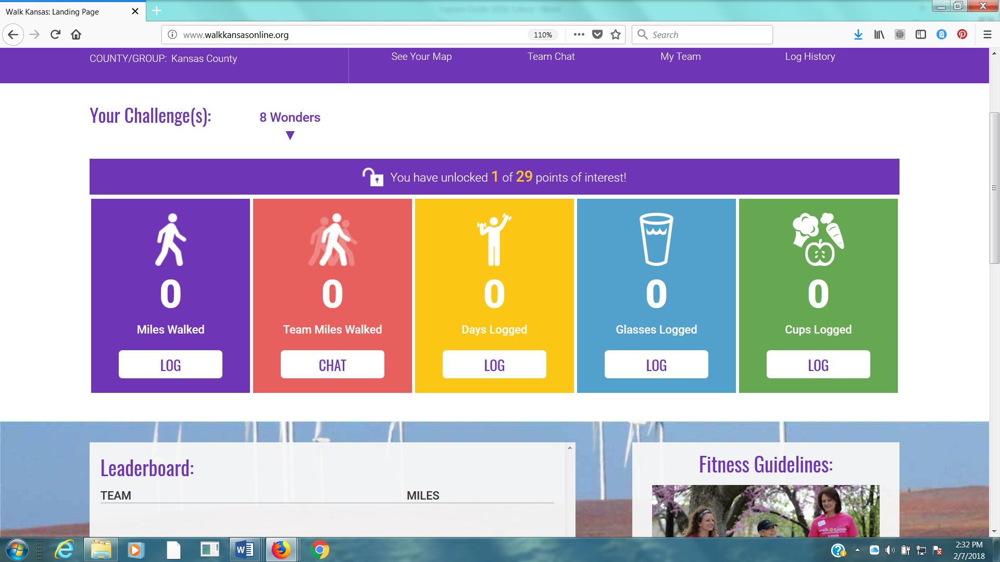 Walk Kansas: Landing Page
www.walkkansasonline.org
110%
Search
COUNTY/GROUP: Kansas County
See Your Map
Team Chat
My Team
Log History
Your Challenge(s):
8 Wonders
You have unlocked 1 of 29 points of interest!
0
Miles Walked
LOG
0
Team Miles Walked
CHAT
0
Days Logged
LOG
0
Glasses Logged
LOG
0
Cups Logged
LOG
Leaderboard:
TEAM
MILES
Fitness Guidelines:
Walk Kansas
2:32 PM
2/7/2018